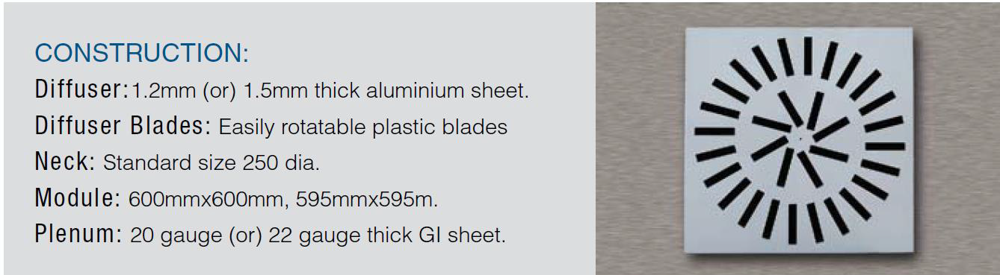 CONSTRUCTION:
Diffuser:1.2mm (or) 1.5mm thick aluminium sheet.
Diffuser Blades: Easily rotatable plastic blades
Neck: Standard size 250 dia.
Module: 600mmx600mm, 595mmx595m.
Plenum: 20 gauge (or) 22 gauge thick GI sheet.